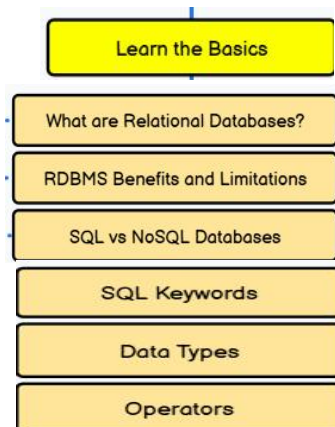 Learn the Basics
What are Relational Databases?
RDBMS Benefits and Limitations
SQL vs NoSQL Databases
SQL Keywords
Data Types
Operators